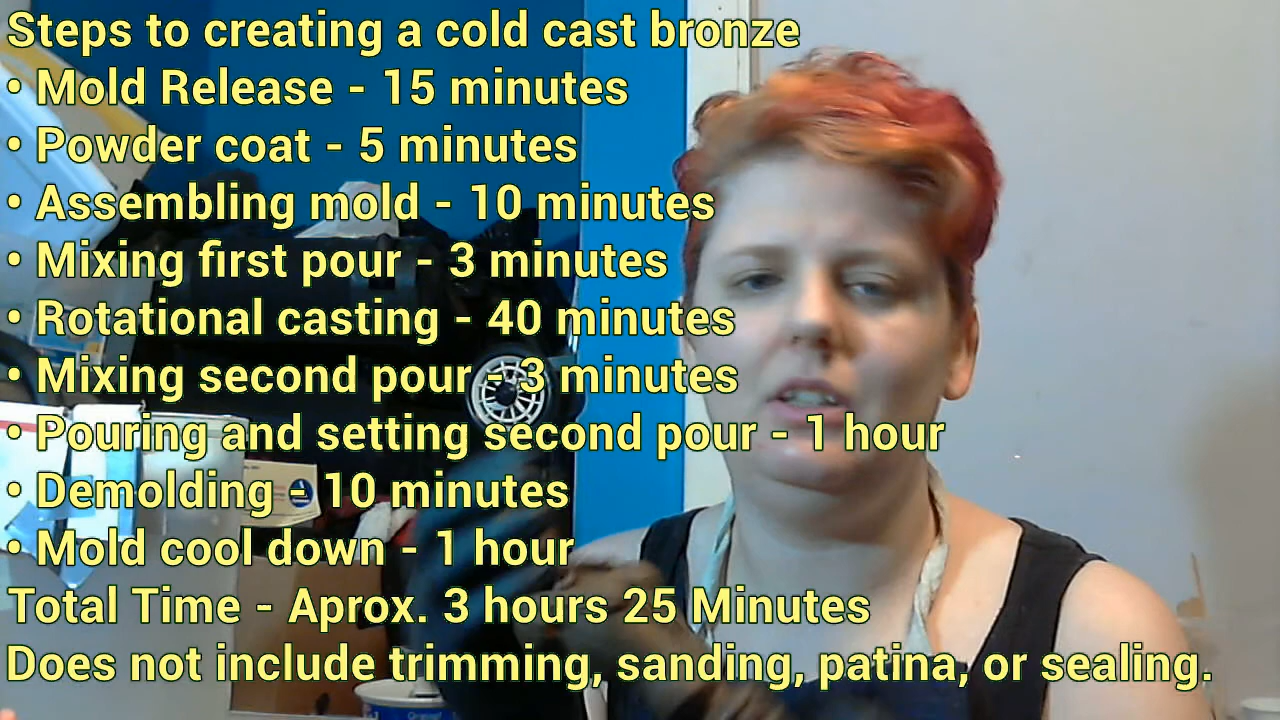 Steps to creating a cold cast bronze
• Mold Release - 15 minutes
• Powder coat - 5 minutes
• Assembling mold - 10 minutes
• Mixing first pour - 3 minutes
• Rotational casting - 40 minutes
• Mixing second pour - 3 minutes
• Pouring and setting second pour - 1 hour
• Demolding - 10 minutes
• Mold cool down - 1 hour
Total Time - Aprox. 3 hours 25 Minutes
Does not include trimming, sanding, patina, or sealing.